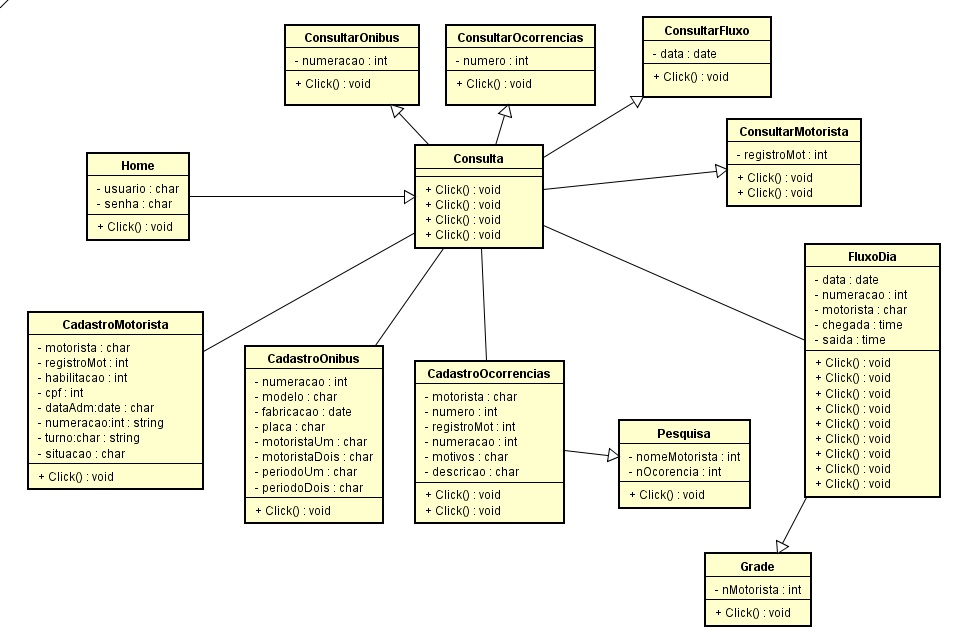 ConsultarOnibus
- numeracao : int
+ Click() : void
ConsultarOcorrencias
- numero : int
+ Click() : void
ConsultarFluxo
- data : date
+ Click() : void
ConsultarMotorista
- registroMot : int
+ Click() : void
+ Click() : void
Home
- usuario : char
- senha : char
+ Click() : void
Consulta
+ Click() : void
+ Click() : void
+ Click() : void
+ Click() : void
FluxoDia
- data : date
- numeracao : int
- motorista : char
- chegada : time
- saida : time
+ Click() : void
+ Click() : void
+ Click() : void
+ Click() : void
+ Click() : void
+ Click() : void
+ Click() : void
+ Click() : void
+ Click() : void
CadastroMotorista
- motorista : char
- registroMot : int
- habilitacao : int
- cpf : int
- dataAdm:date : char
- numeracao:int : string
- turno:char : string
- situacao : char
+ Click() : void
CadastroOnibus
- numeracao : int
- modelo : char
- fabricacao : date
- placa : char
- motoristaUm : char
- motoristaDois : char
- periodoUm : char
- periodoDois : char
+ Click() : void
CadastroOcorrencias
- motorista : char
- numero : int
- registroMot : int
- numeracao : int
- motivos : char
- descricao : char
+ Click() : void
+ Click() : void
Pesquisa
- nomeMotorista : int
- nOcorencia : int
+ Click() : void
Grade
- nMotorista : int
+ Click() : void